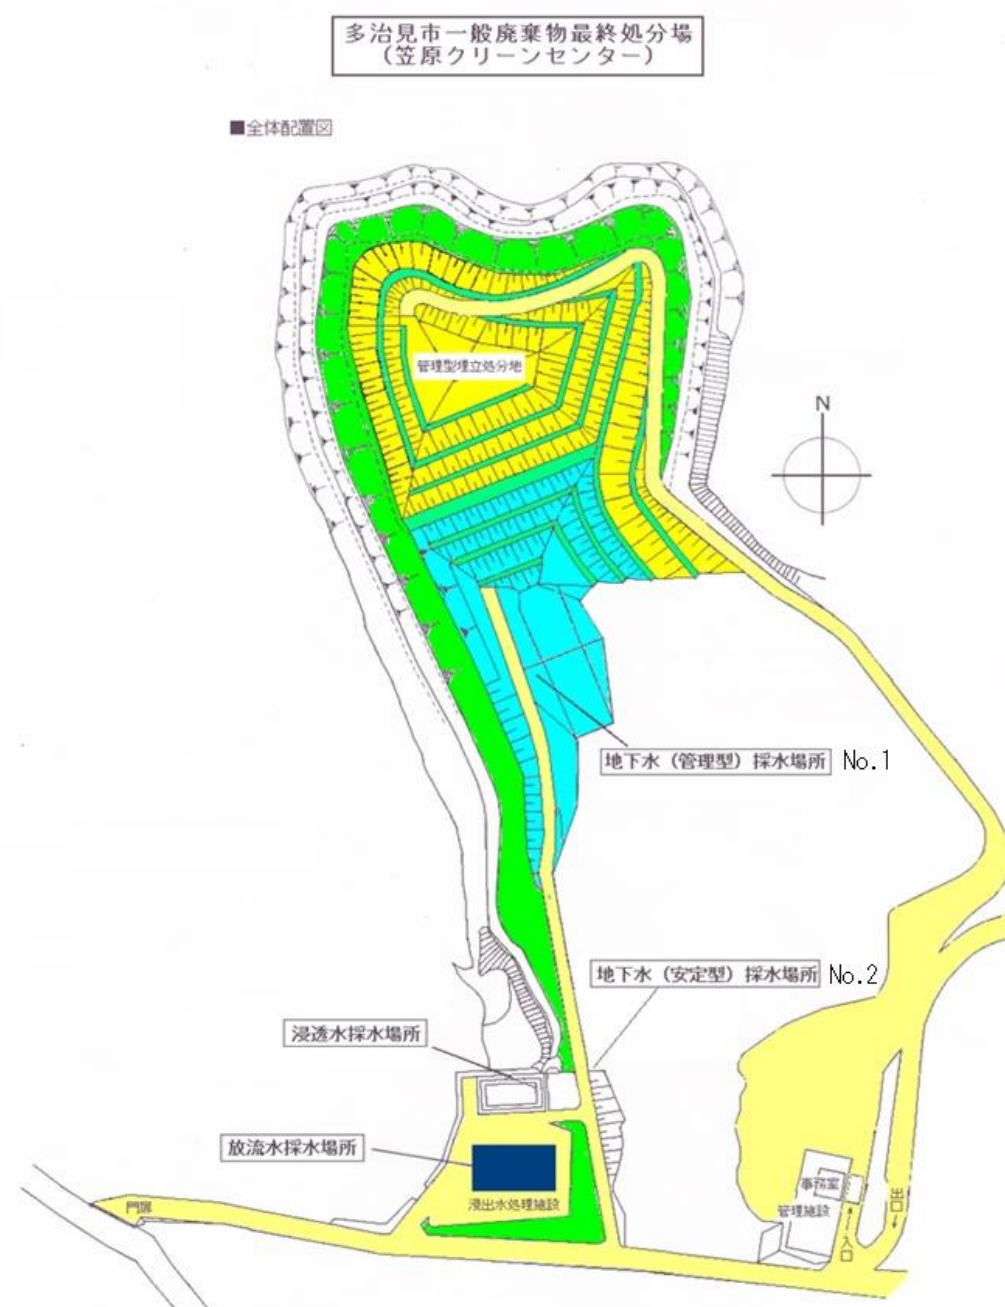 多治見市一般廃棄物最終処分場
（笠原クリーンセンター）
■全体配置図
管理型埋立処分地
N
地下水（管理型）採水場所 No.1
地下水（安定型）採水場所 No.2
浸透水採水場所
放流水採水場所
浸出水処理施設
門扉
事務室
管理施設
出口→
←入口